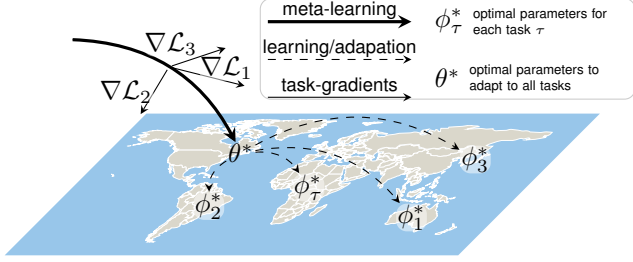 meta-learning
learning/adapation
task-gradients
ϕ*τ optimal parameters for
each task τ
θ* optimal parameters to
adapt to all tasks
∇ℒ₃
∇ℒ₁
∇ℒ₂
θ*
ϕ*₃
ϕ*τ
ϕ*₂
ϕ*₁